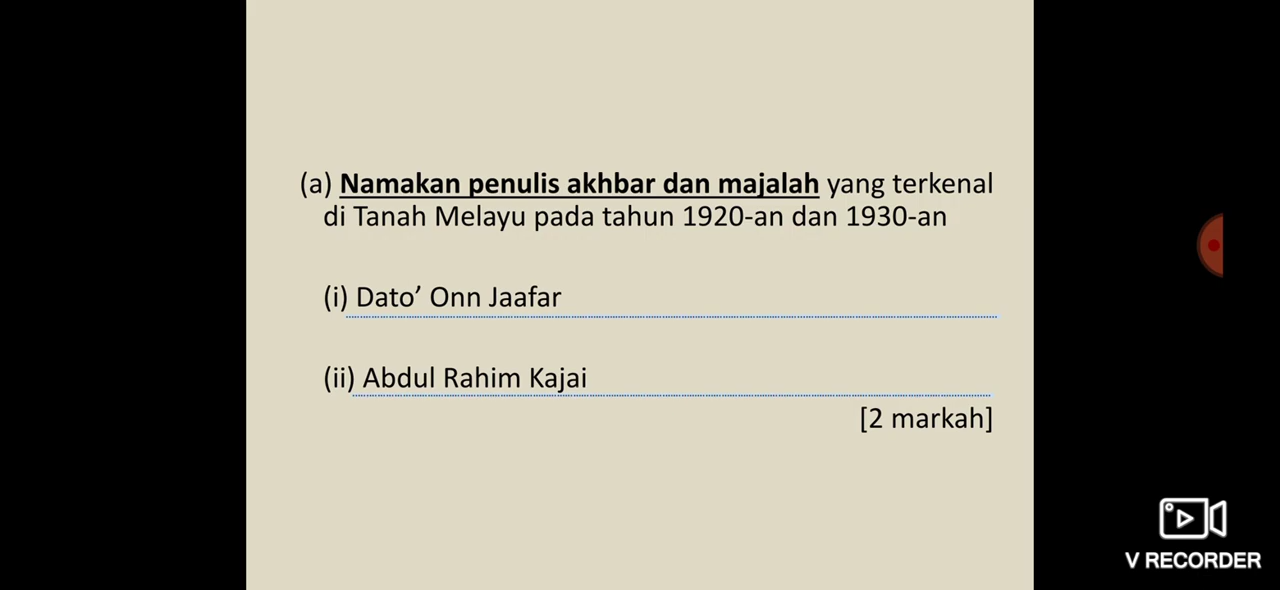 (a) Namakan penulis akhbar dan majalah yang terkenal
di Tanah Melayu pada tahun 1920-an dan 1930-an
(i) Dato’ Onn Jaafar
(ii) Abdul Rahim Kajai
[2 markah]
V RECORDER